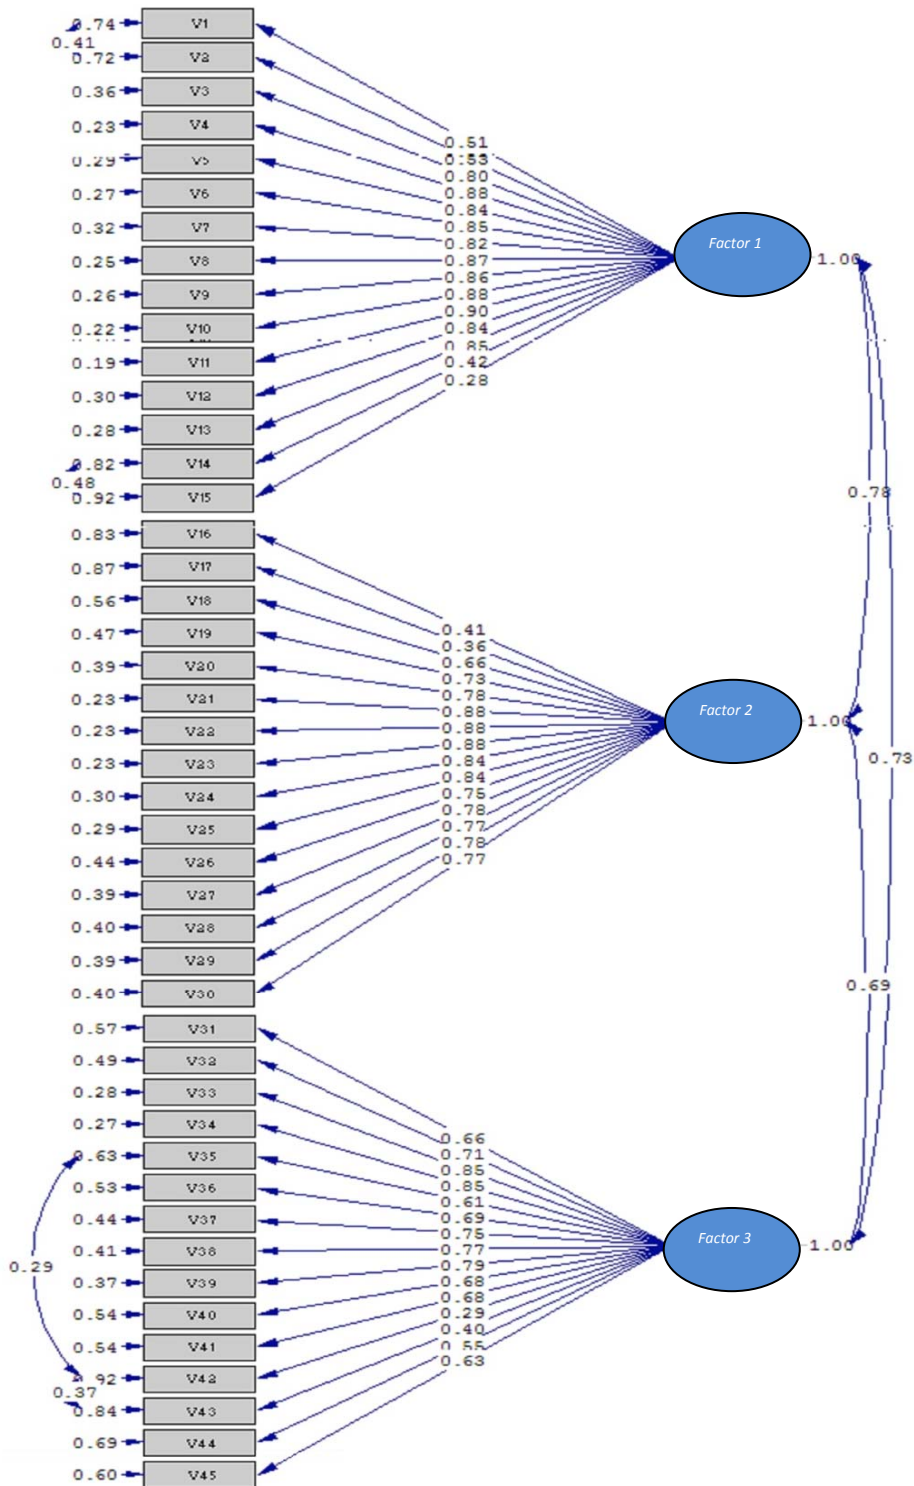 0.74 V1
0.41
0.72 V2
0.36 V3
0.23 V4
0.29 V5
0.27 V6
0.32 V7
0.25 V8
0.26 V9
0.22 V10
0.19 V11
0.30 V12
0.28 V13
0.82 V14
0.48
0.92 V15
0.51
0.53
0.80
0.88
0.84
0.85
0.82
0.87
0.86
0.88
0.90
0.84
0.85
0.42
0.28
Factor 1
1.00
0.83 V16
0.87 V17
0.56 V18
0.47 V19
0.39 V20
0.23 V21
0.23 V22
0.23 V23
0.30 V24
0.29 V25
0.44 V26
0.39 V27
0.40 V28
0.39 V29
0.40 V30
0.41
0.36
0.66
0.73
0.78
0.88
0.88
0.88
0.84
0.84
0.75
0.78
0.77
0.78
0.77
Factor 2
1.00
0.78
0.73
0.69
0.57 V31
0.49 V32
0.28 V33
0.27 V34
0.63 V35
0.53 V36
0.44 V37
0.41 V38
0.29
0.37 V39
0.54 V40
0.54 V41
0.92 V42
0.37
0.84 V43
0.69 V44
0.60 V45
0.66
0.71
0.85
0.85
0.61
0.69
0.75
0.77
0.79
0.68
0.68
0.29
0.40
0.55
0.63
Factor 3
1.00